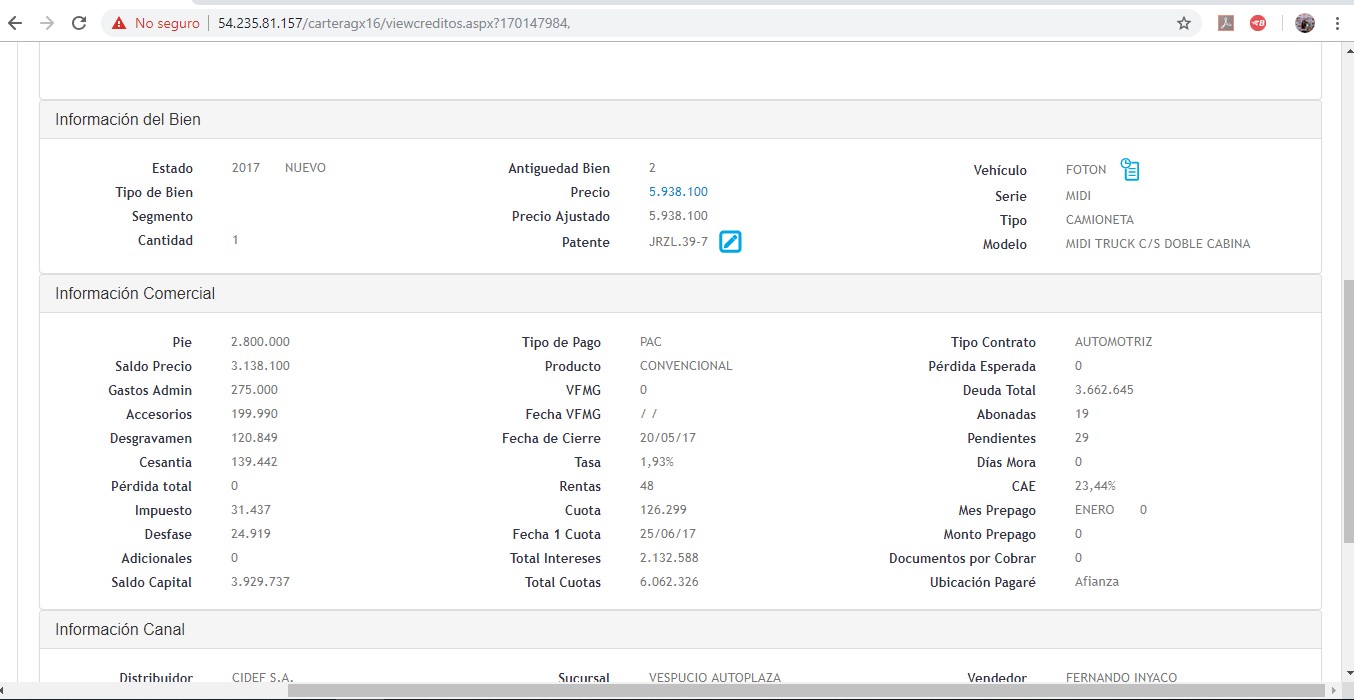 No seguro 54.235.81.157/carteragx16/viewcreditos.aspx?170147984,
Información del Bien
Estado 2017 NUEVO Antiguedad Bien 2 Vehículo FOTON
Tipo de Bien Precio 5.938.100 Serie MIDI
Segmento Precio Ajustado 5.938.100 Tipo CAMIONETA
Cantidad 1 Patente JRZL.39-7 Modelo MIDI TRUCK C/S DOBLE CABINA
Información Comercial
Pie 2.800.000 Tipo de Pago PAC Tipo Contrato AUTOMOTRIZ
Saldo Precio 3.138.100 Producto CONVENCIONAL Pérdida Esperada 0
Gastos Admin 275.000 VFMG 0 Deuda Total 3.662.645
Accesorios 199.990 Fecha VFMG / / Abonadas 19
Desgravamen 120.849 Fecha de Cierre 20/05/17 Pendientes 29
Cesantia 139.442 Tasa 1,93% Días Mora 0
Pérdida total 0 Rentas 48 CAE 23,44%
Impuesto 31.437 Cuota 126.299 Mes Prepago ENERO 0
Desfase 24.919 Fecha 1 Cuota 25/06/17 Monto Prepago 0
Adicionales 0 Total Intereses 2.132.588 Documentos por Cobrar 0
Saldo Capital 3.929.737 Total Cuotas 6.062.326 Ubicación Pagaré Afianza
Información Canal
Distribuidor CIDEF S.A. Sucursal VESPUCIO AUTOPLAZA Vendedor FERNANDO INYACO